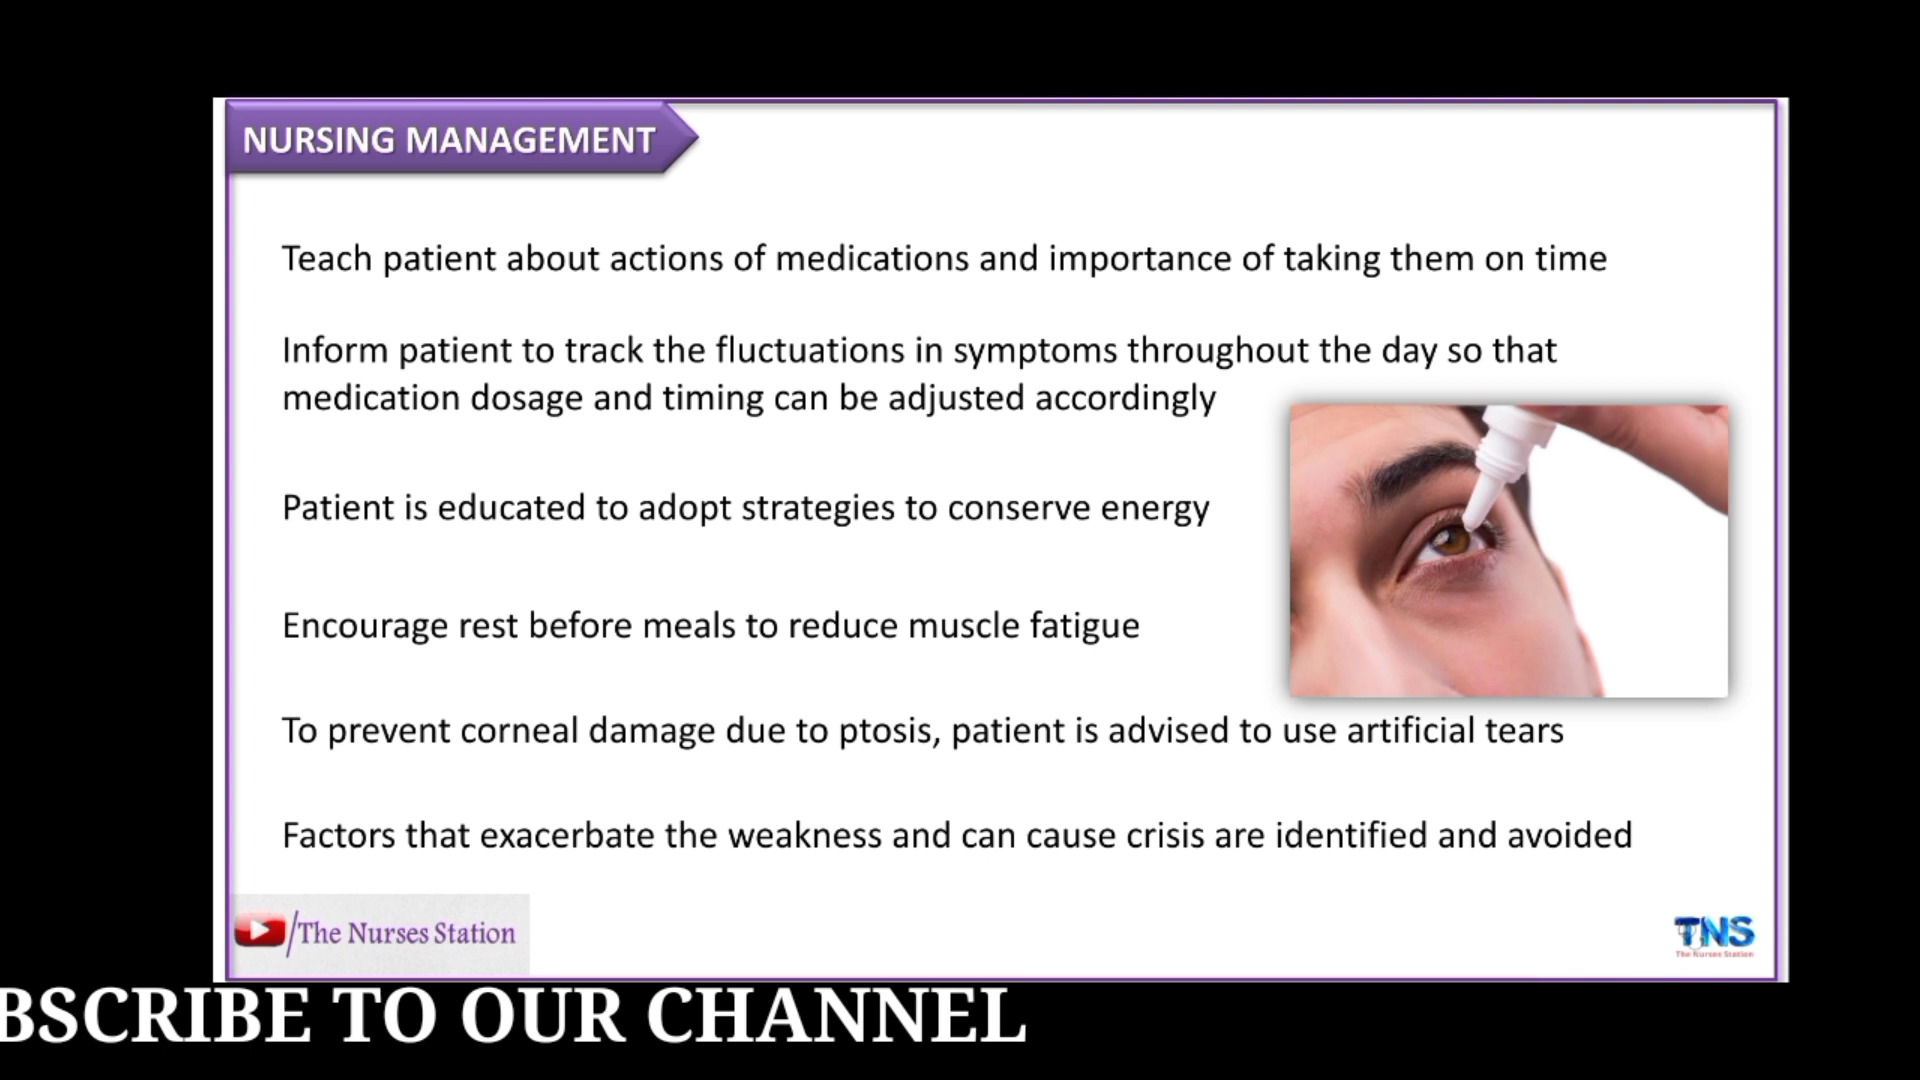 NURSING MANAGEMENT
Teach patient about actions of medications and importance of taking them on time
Inform patient to track the fluctuations in symptoms throughout the day so that
medication dosage and timing can be adjusted accordingly
Patient is educated to adopt strategies to conserve energy
Encourage rest before meals to reduce muscle fatigue
To prevent corneal damage due to ptosis, patient is advised to use artificial tears
Factors that exacerbate the weakness and can cause crisis are identified and avoided
/The Nurses Station
TNS
The Nurses Station
BSCRIBE TO OUR CHANNEL